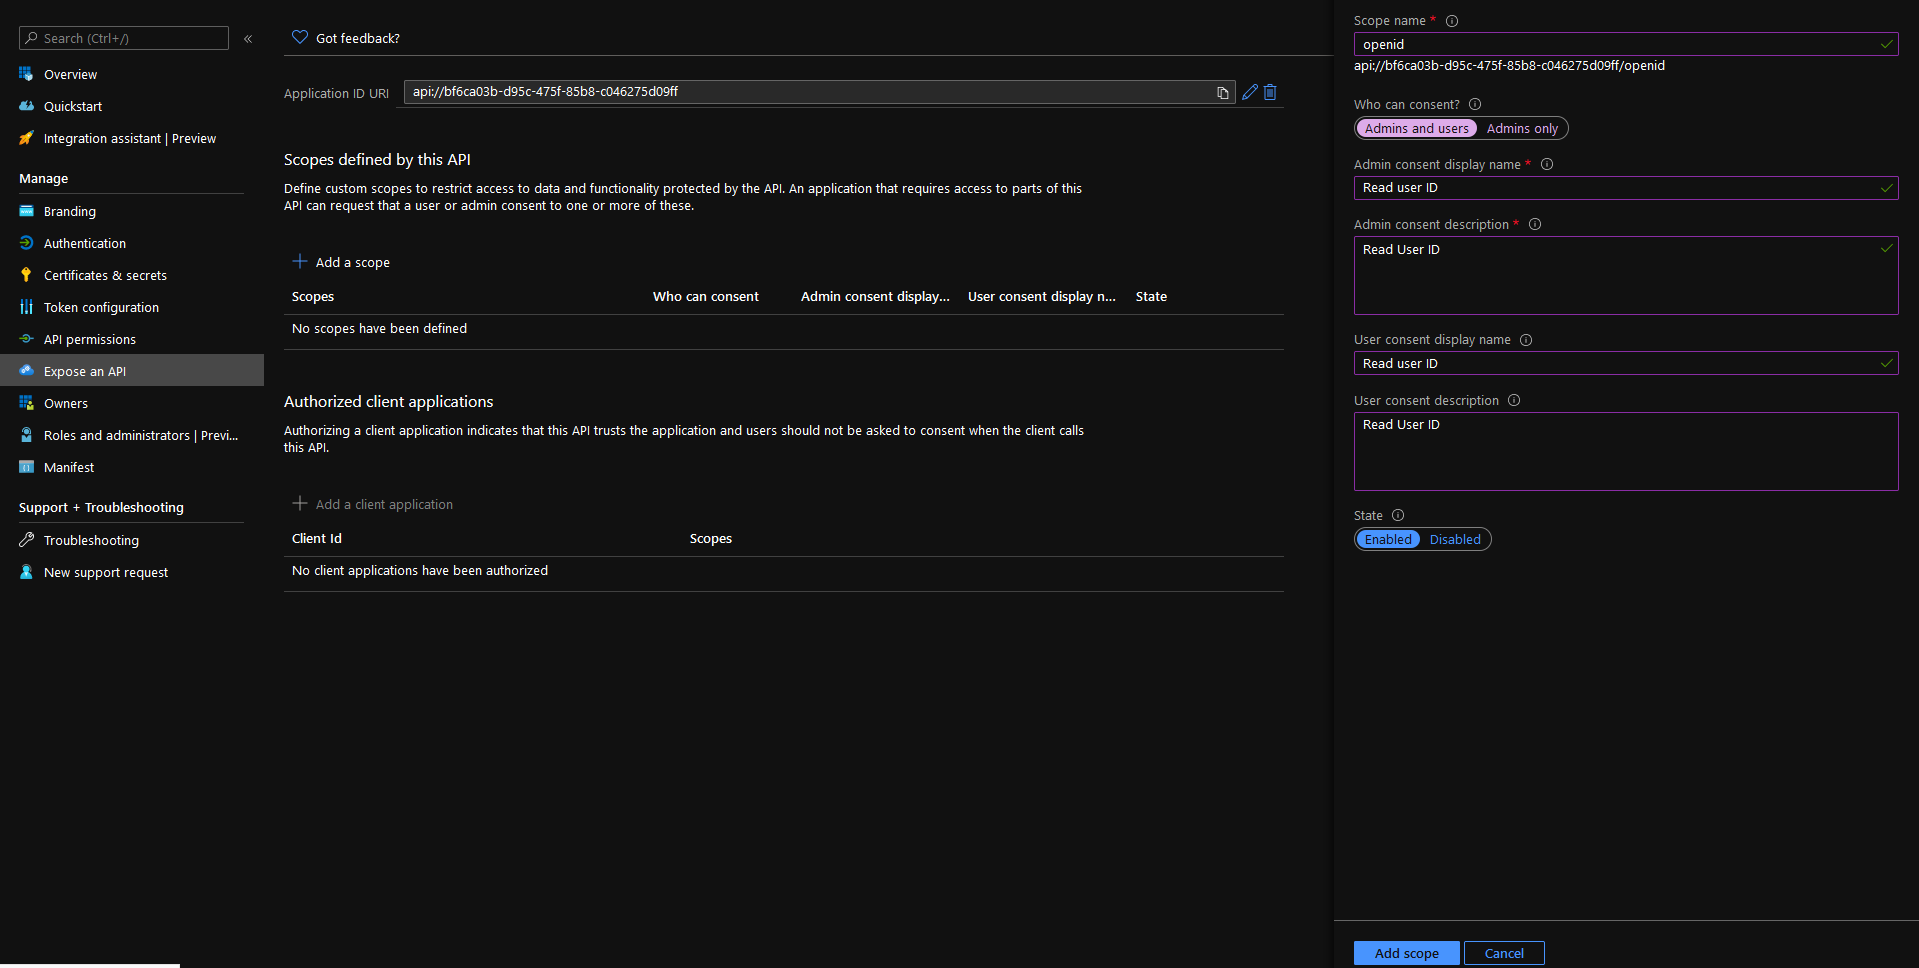 Search (Ctrl+/)
«
Overview
Quickstart
Integration assistant | Preview
Manage
Branding
Authentication
Certificates & secrets
Token configuration
API permissions
Expose an API
Owners
Roles and administrators | Previ...
Manifest
Support + Troubleshooting
Troubleshooting
New support request
Got feedback?
Application ID URI
api://bf6ca03b-d95c-475f-85b8-c046275d09ff
Scopes defined by this API
Define custom scopes to restrict access to data and functionality protected by the API. An application that requires access to parts of this
API can request that a user or admin consent to one or more of these.
Add a scope
Scopes Who can consent Admin consent display... User consent display n... State
No scopes have been defined
Authorized client applications
Authorizing a client application indicates that this API trusts the application and users should not be asked to consent when the client calls
this API.
Add a client application
Client Id Scopes
No client applications have been authorized
Scope name *
openid
api://bf6ca03b-d95c-475f-85b8-c046275d09ff/openid
Who can consent?
Admins and users Admins only
Admin consent display name *
Read user ID
Admin consent description *
Read User ID
User consent display name
Read user ID
User consent description
Read User ID
State
Enabled Disabled
Add scope Cancel